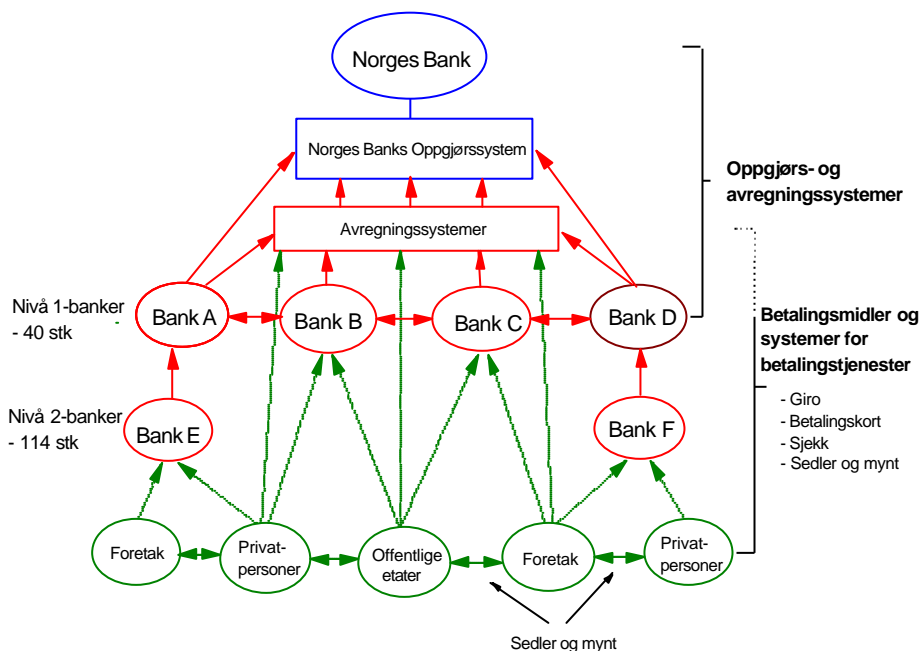 Norges Bank
Norges Banks Oppgjørssystem
Avregningssystemer
Oppgjørs- og
avregningssystemer
Nivå 1-banker
- 40 stk
Bank A
Bank B
Bank C
Bank D
Betalingsmidler og
systemer for
betalingstjenester
- Giro
- Betalingskort
- Sjekk
- Sedler og mynt
Nivå 2-banker
- 114 stk
Bank E
Bank F
Foretak
Privat-
personer
Offentlige
etater
Foretak
Privat-
personer
Sedler og mynt